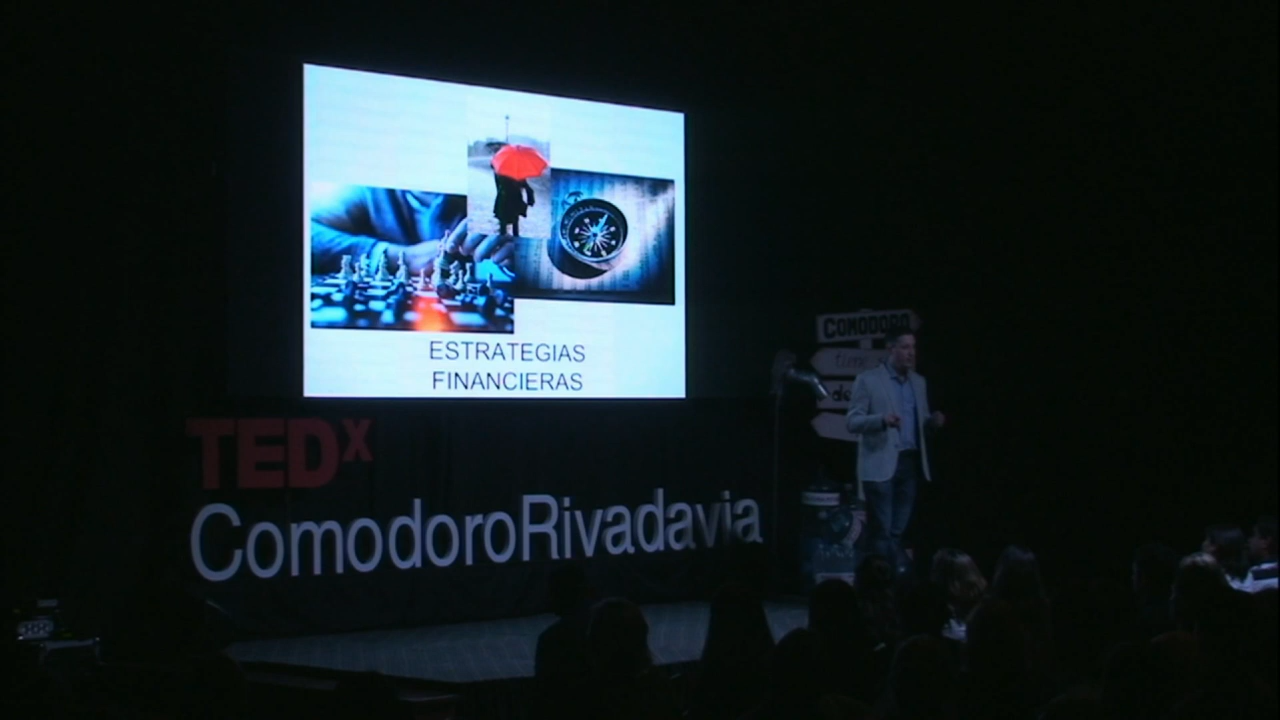 ESTRATEGIAS
FINANCIERAS
TEDx
ComodoroRivadavia
COMODORO